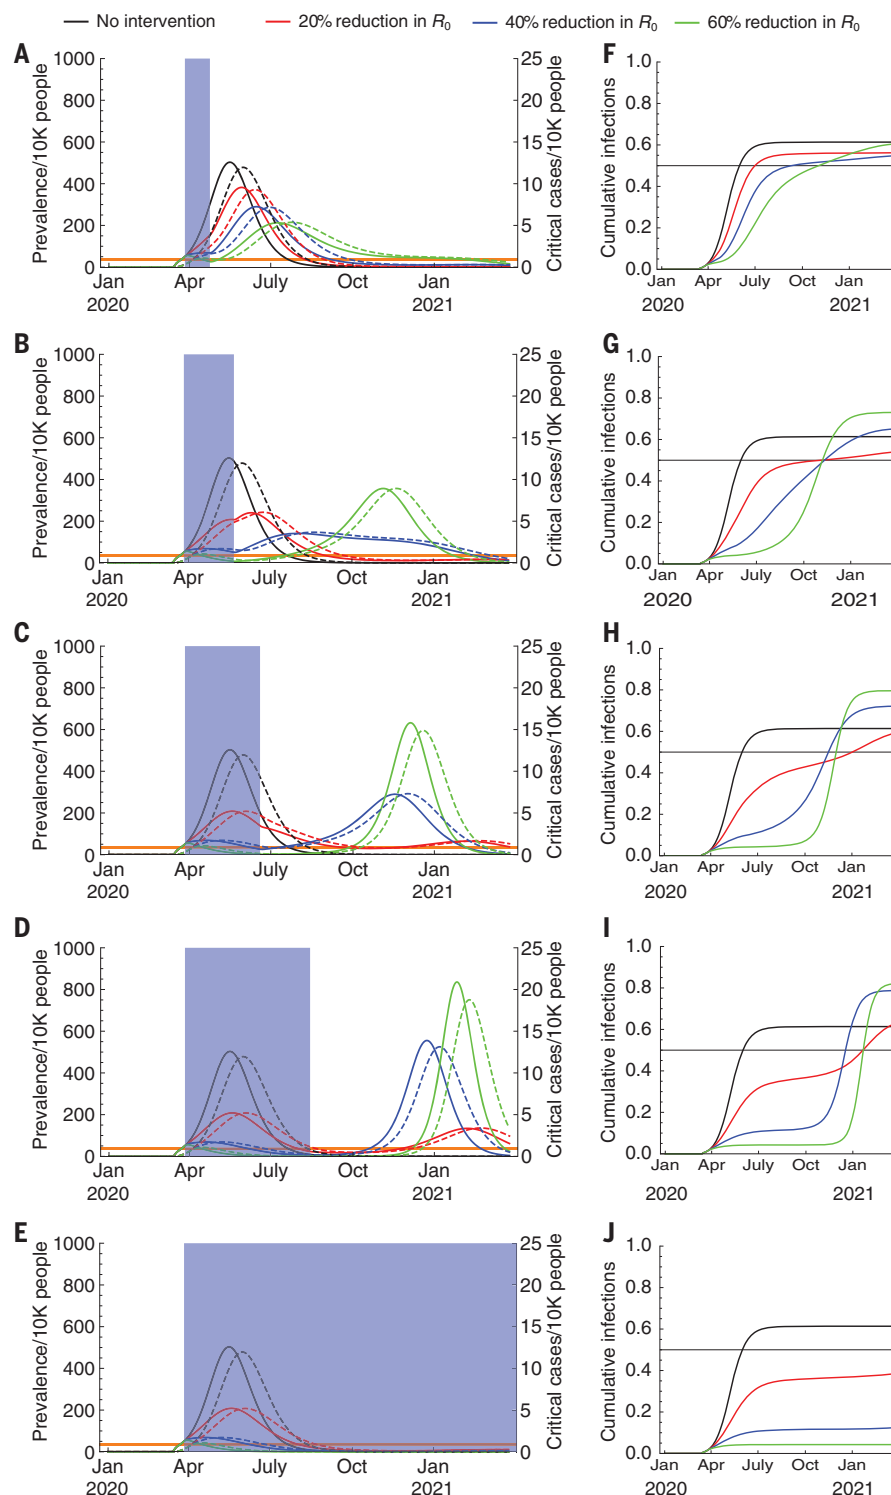 No intervention 20% reduction in R0 40% reduction in R0 60% reduction in R0
A
Prevalence/10K people
1000
800
600
400
200
0
25
20
15
10
5
0
Critical cases/10K people
Jan Apr July Oct Jan
2020 2021
F
Cumulative infections
1.0
0.8
0.6
0.4
0.2
0.0
Jan Apr July Oct Jan
2020 2021
B
Prevalence/10K people
1000
800
600
400
200
0
25
20
15
10
5
0
Critical cases/10K people
Jan Apr July Oct Jan
2020 2021
G
Cumulative infections
1.0
0.8
0.6
0.4
0.2
0.0
Jan Apr July Oct Jan
2020 2021
C
Prevalence/10K people
1000
800
600
400
200
0
25
20
15
10
5
0
Critical cases/10K people
Jan Apr July Oct Jan
2020 2021
H
Cumulative infections
1.0
0.8
0.6
0.4
0.2
0.0
Jan Apr July Oct Jan
2020 2021
D
Prevalence/10K people
1000
800
600
400
200
0
25
20
15
10
5
0
Critical cases/10K people
Jan Apr July Oct Jan
2020 2021
I
Cumulative infections
1.0
0.8
0.6
0.4
0.2
0.0
Jan Apr July Oct Jan
2020 2021
E
Prevalence/10K people
1000
800
600
400
200
0
25
20
15
10
5
0
Critical cases/10K people
Jan Apr July Oct Jan
2020 2021
J
Cumulative infections
1.0
0.8
0.6
0.4
0.2
0.0
Jan Apr July Oct Jan
2020 2021